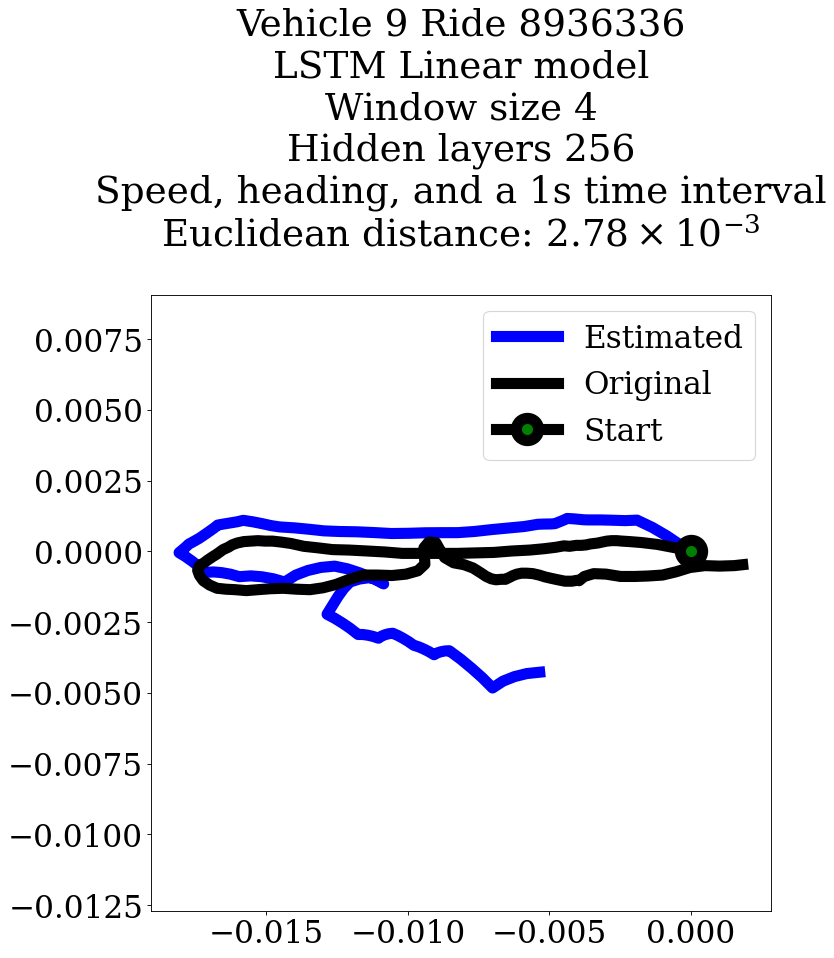 Vehicle 9 Ride 8936336
LSTM Linear model
Window size 4
Hidden layers 256
Speed, heading, and a 1s time interval
Euclidean distance: 2.78 × 10⁻³
Estimated
Original
Start
0.0075
0.0050
0.0025
0.0000
−0.0025
−0.0050
−0.0075
−0.0100
−0.0125
−0.015 −0.010 −0.005 0.000